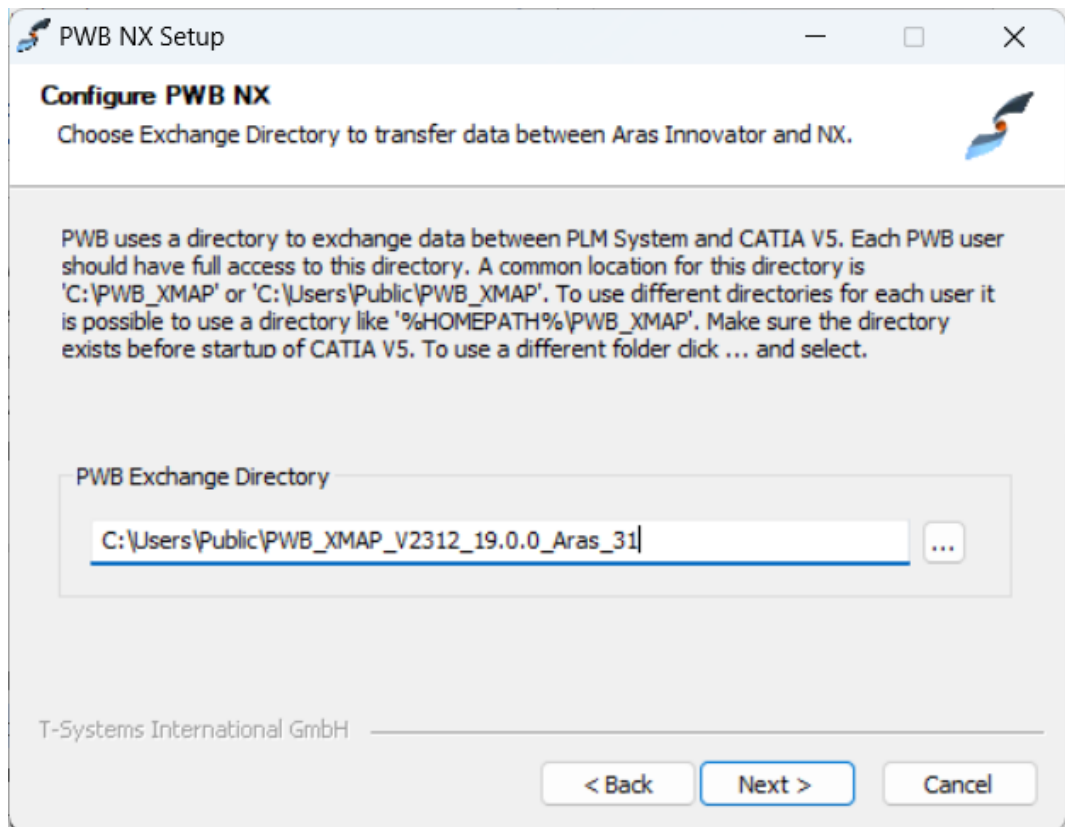 PWB NX Setup
Configure PWB NX
Choose Exchange Directory to transfer data between Aras Innovator and NX.
PWB uses a directory to exchange data between PLM System and CATIA V5. Each PWB user
should have full access to this directory. A common location for this directory is
'C:\PWB_XMAP' or 'C:\Users\Public\PWB_XMAP'. To use different directories for each user it
is possible to use a directory like '%HOMEPATH%\PWB_XMAP'. Make sure the directory
exists before startup of CATIA V5. To use a different folder click ... and select.
PWB Exchange Directory
C:\Users\Public\PWB_XMAP_V2312_19.0.0_Aras_31
...
T-Systems International GmbH
< Back
Next >
Cancel